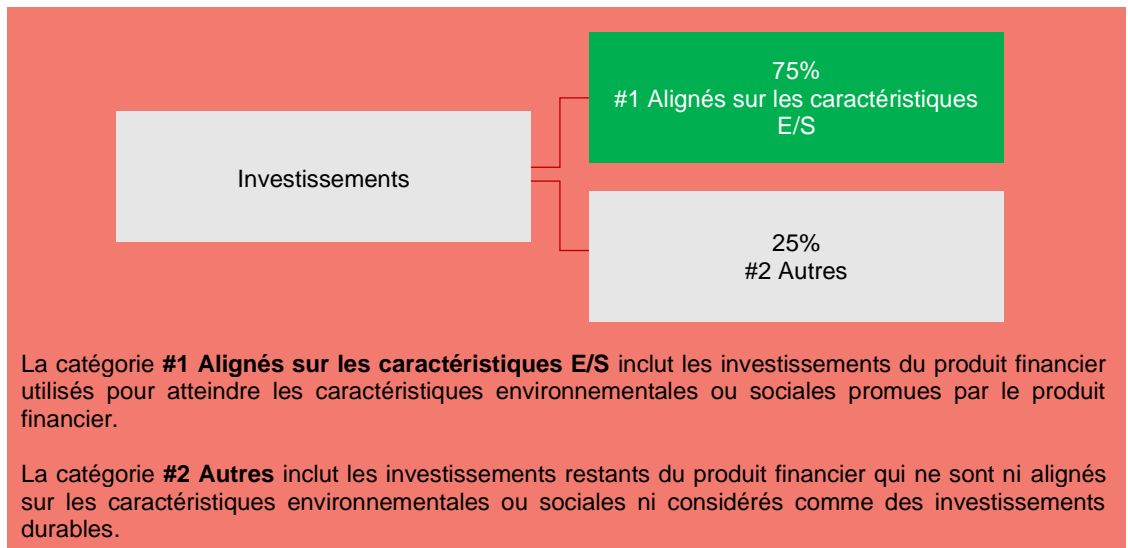 75%
#1 Alignés sur les caractéristiques
E/S
Investissements
25%
#2 Autres
La catégorie #1 Alignés sur les caractéristiques E/S inclut les investissements du produit financier
utilisés pour atteindre les caractéristiques environnementales ou sociales promues par le produit
financier.
La catégorie #2 Autres inclut les investissements restants du produit financier qui ne sont ni alignés
sur les caractéristiques environnementales ou sociales ni considérés comme des investissements
durables.